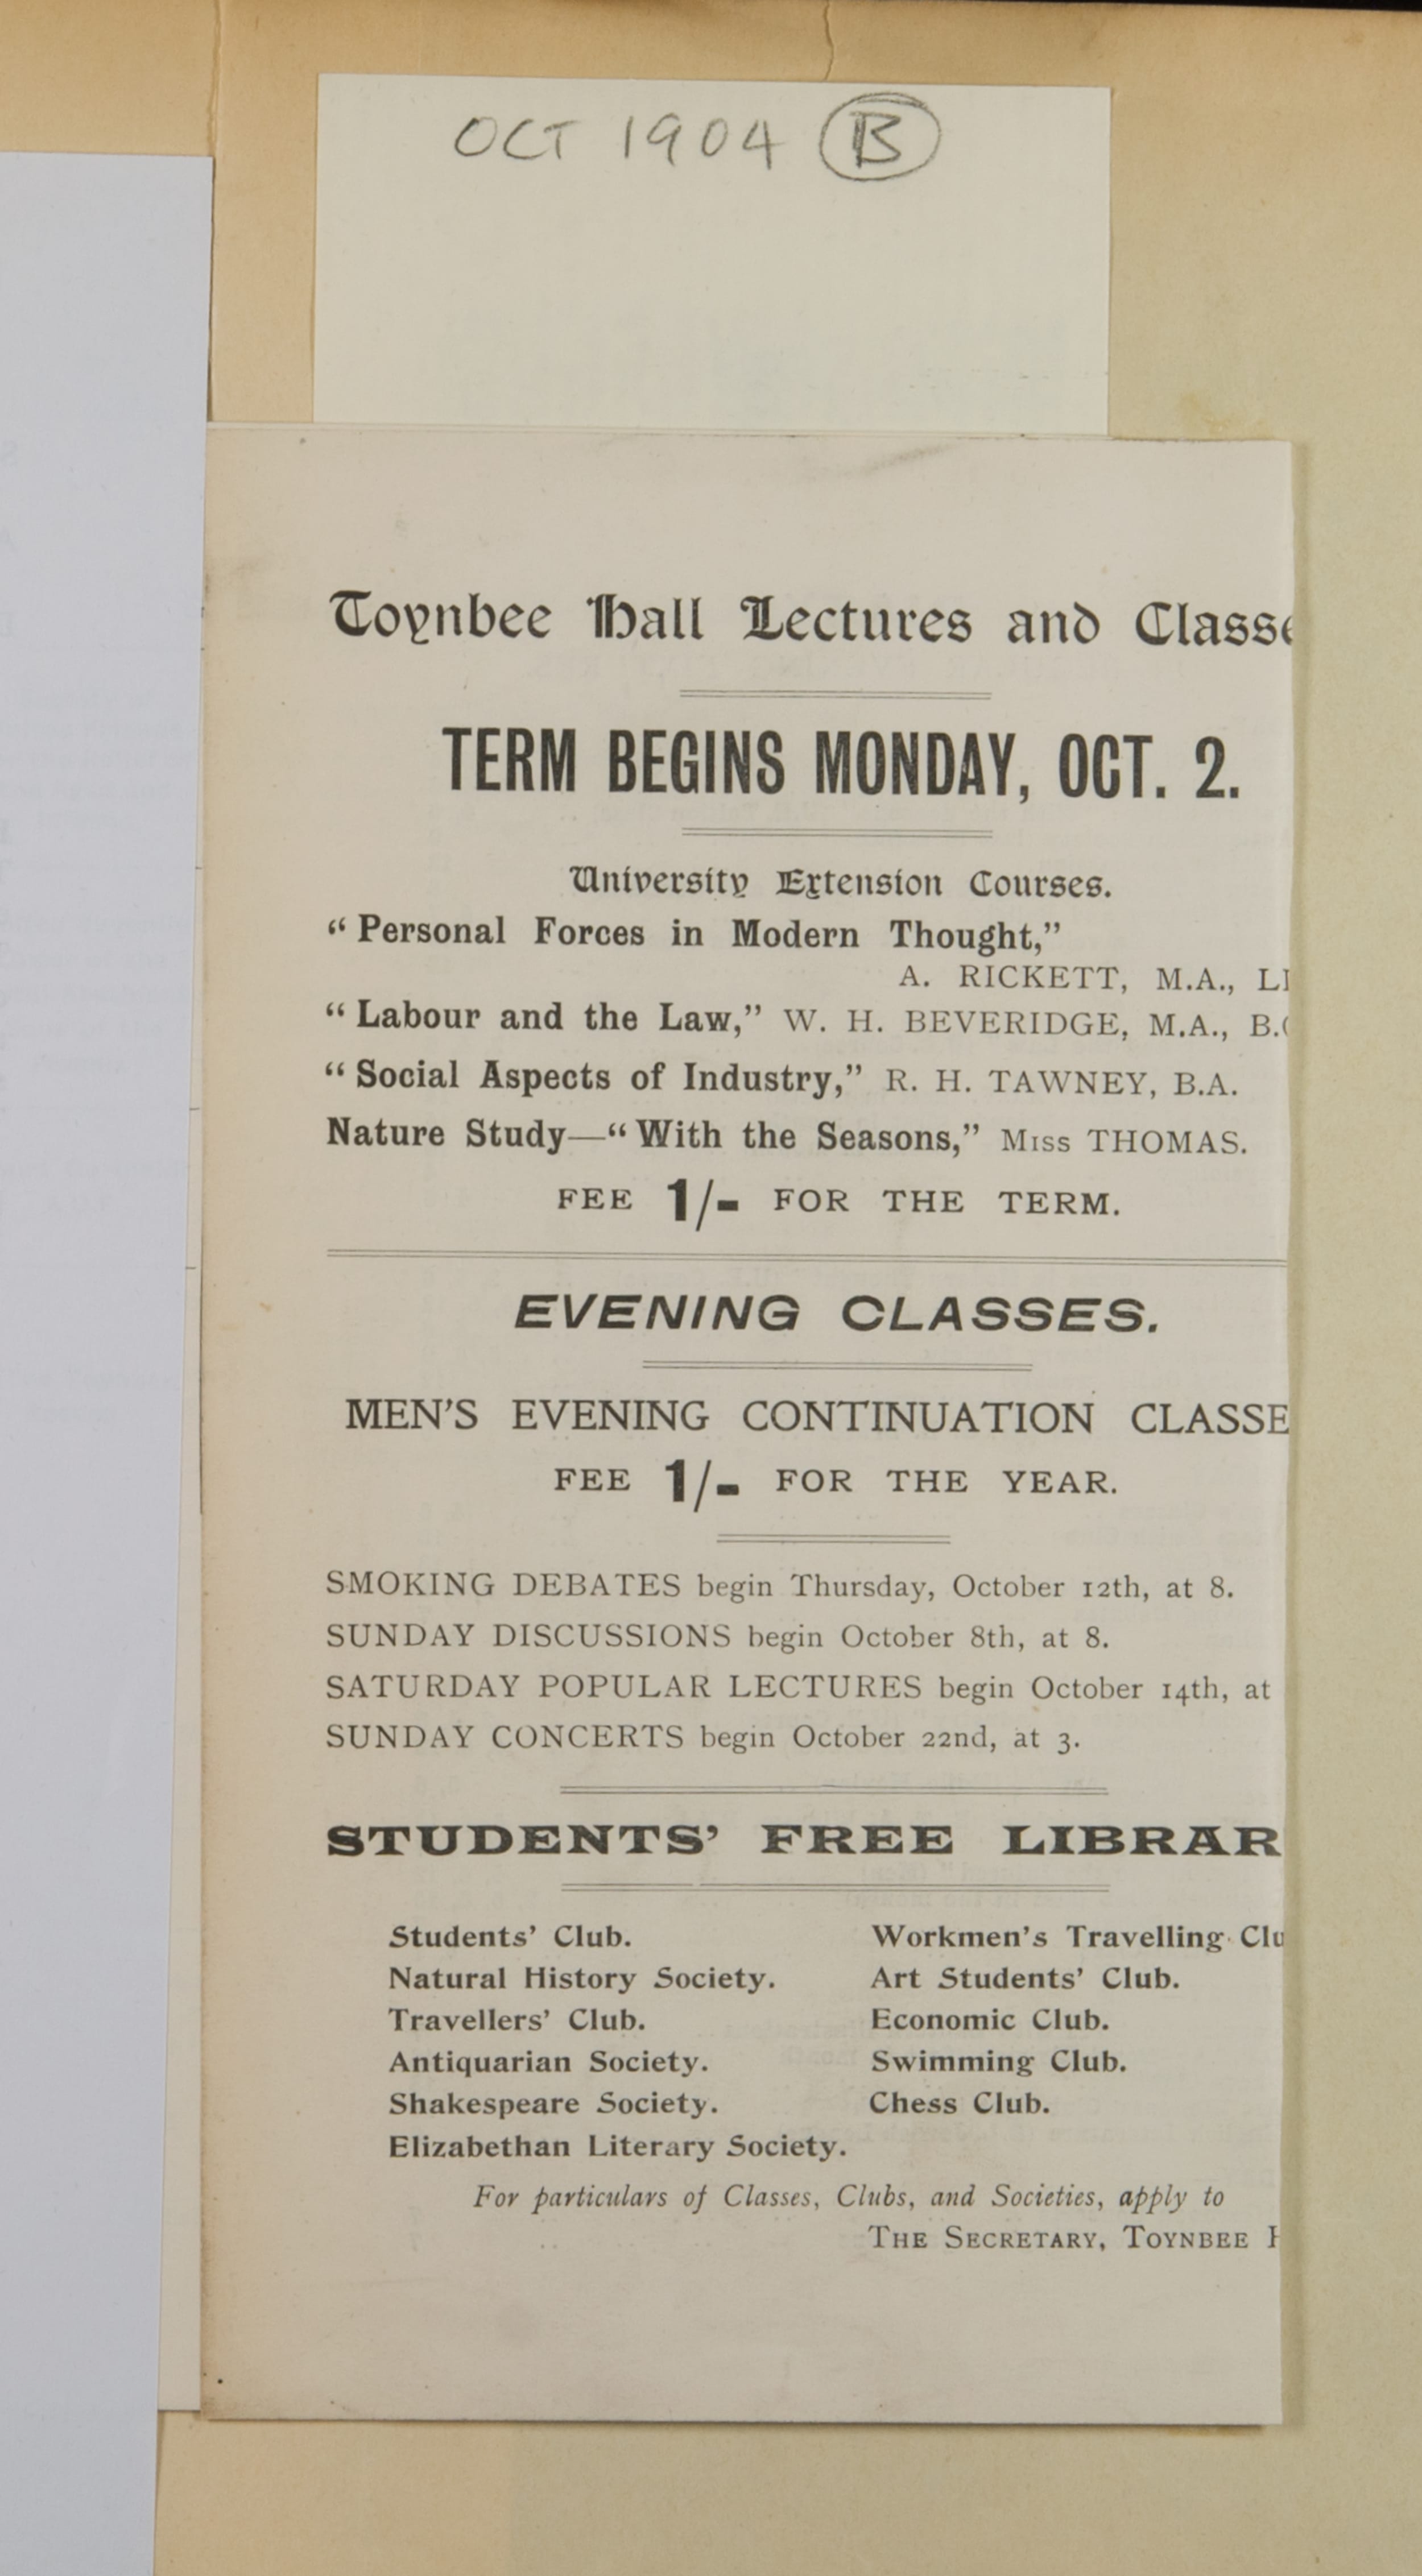 OCT 1904 B
Toynbee Hall Lectures and Classe
TERM BEGINS MONDAY, OCT. 2.
University Extension Courses.
“Personal Forces in Modern Thought,”
A. RICKETT, M.A., L
“Labour and the Law,” W. H. BEVERIDGE, M.A., B.
“Social Aspects of Industry,” R. H. TAWNEY, B.A.
Nature Study—“With the Seasons,” Miss THOMAS.
FEE 1/- FOR THE TERM.
EVENING CLASSES.
MEN'S EVENING CONTINUATION CLASSE
FEE 1/- FOR THE YEAR.
SMOKING DEBATES begin Thursday, October 12th, at 8.
SUNDAY DISCUSSIONS begin October 8th, at 8.
SATURDAY POPULAR LECTURES begin October 14th, at
SUNDAY CONCERTS begin October 22nd, at 3.
STUDENTS' FREE LIBRAR
Students' Club.
Natural History Society.
Travellers' Club.
Antiquarian Society.
Shakespeare Society.
Elizabethan Literary Society.
Workmen's Travelling Clu
Art Students' Club.
Economic Club.
Swimming Club.
Chess Club.
For particulars of Classes, Clubs, and Societies, apply to
THE SECRETARY, TOYNBEE